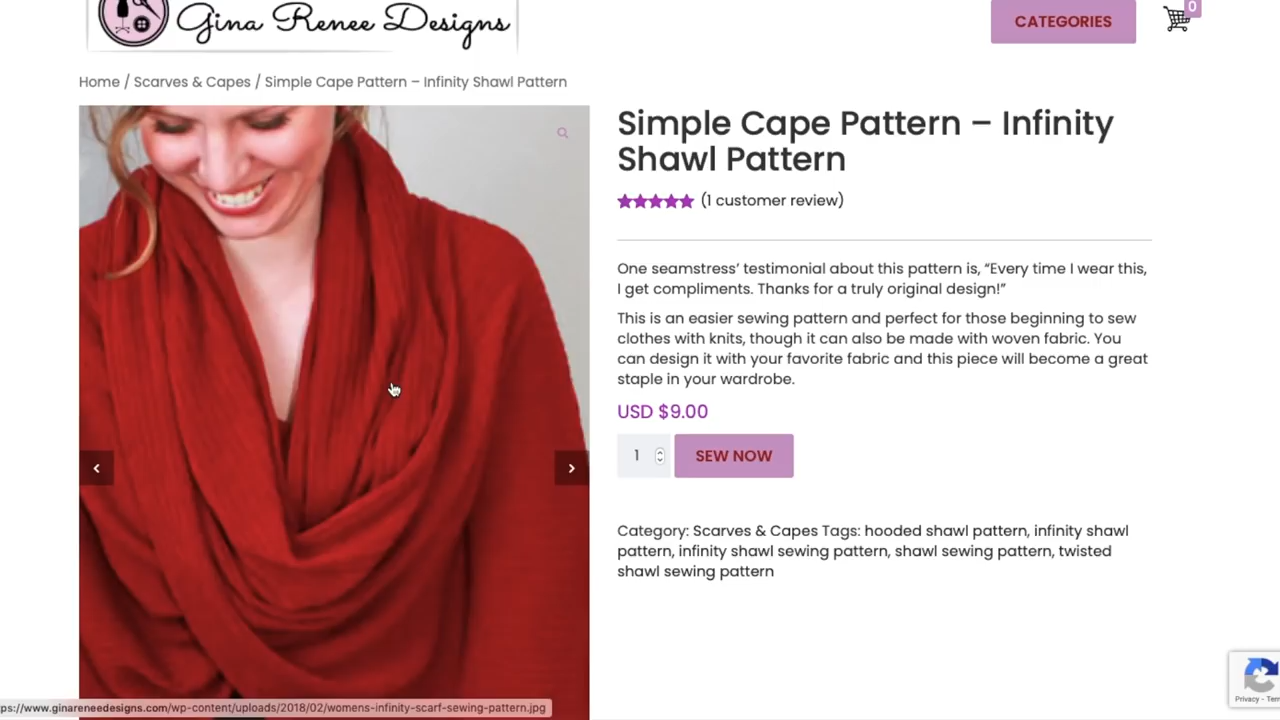 Gina Renee Designs
CATEGORIES
0
Home / Scarves & Capes / Simple Cape Pattern – Infinity Shawl Pattern
Simple Cape Pattern – Infinity
Shawl Pattern
(1 customer review)
One seamstress’ testimonial about this pattern is, “Every time I wear this,
I get compliments. Thanks for a truly original design!”
This is an easier sewing pattern and perfect for those beginning to sew
clothes with knits, though it can also be made with woven fabric. You
can design it with your favorite fabric and this piece will become a great
staple in your wardrobe.
USD $9.00
1
SEW NOW
Category: Scarves & Capes Tags: hooded shawl pattern, infinity shawl
pattern, infinity shawl sewing pattern, shawl sewing pattern, twisted
shawl sewing pattern
Privacy - Ter
ps://www.ginareneedesigns.com/wp-content/uploads/2018/02/womens-infinity-scarf-sewing-pattern.jpg